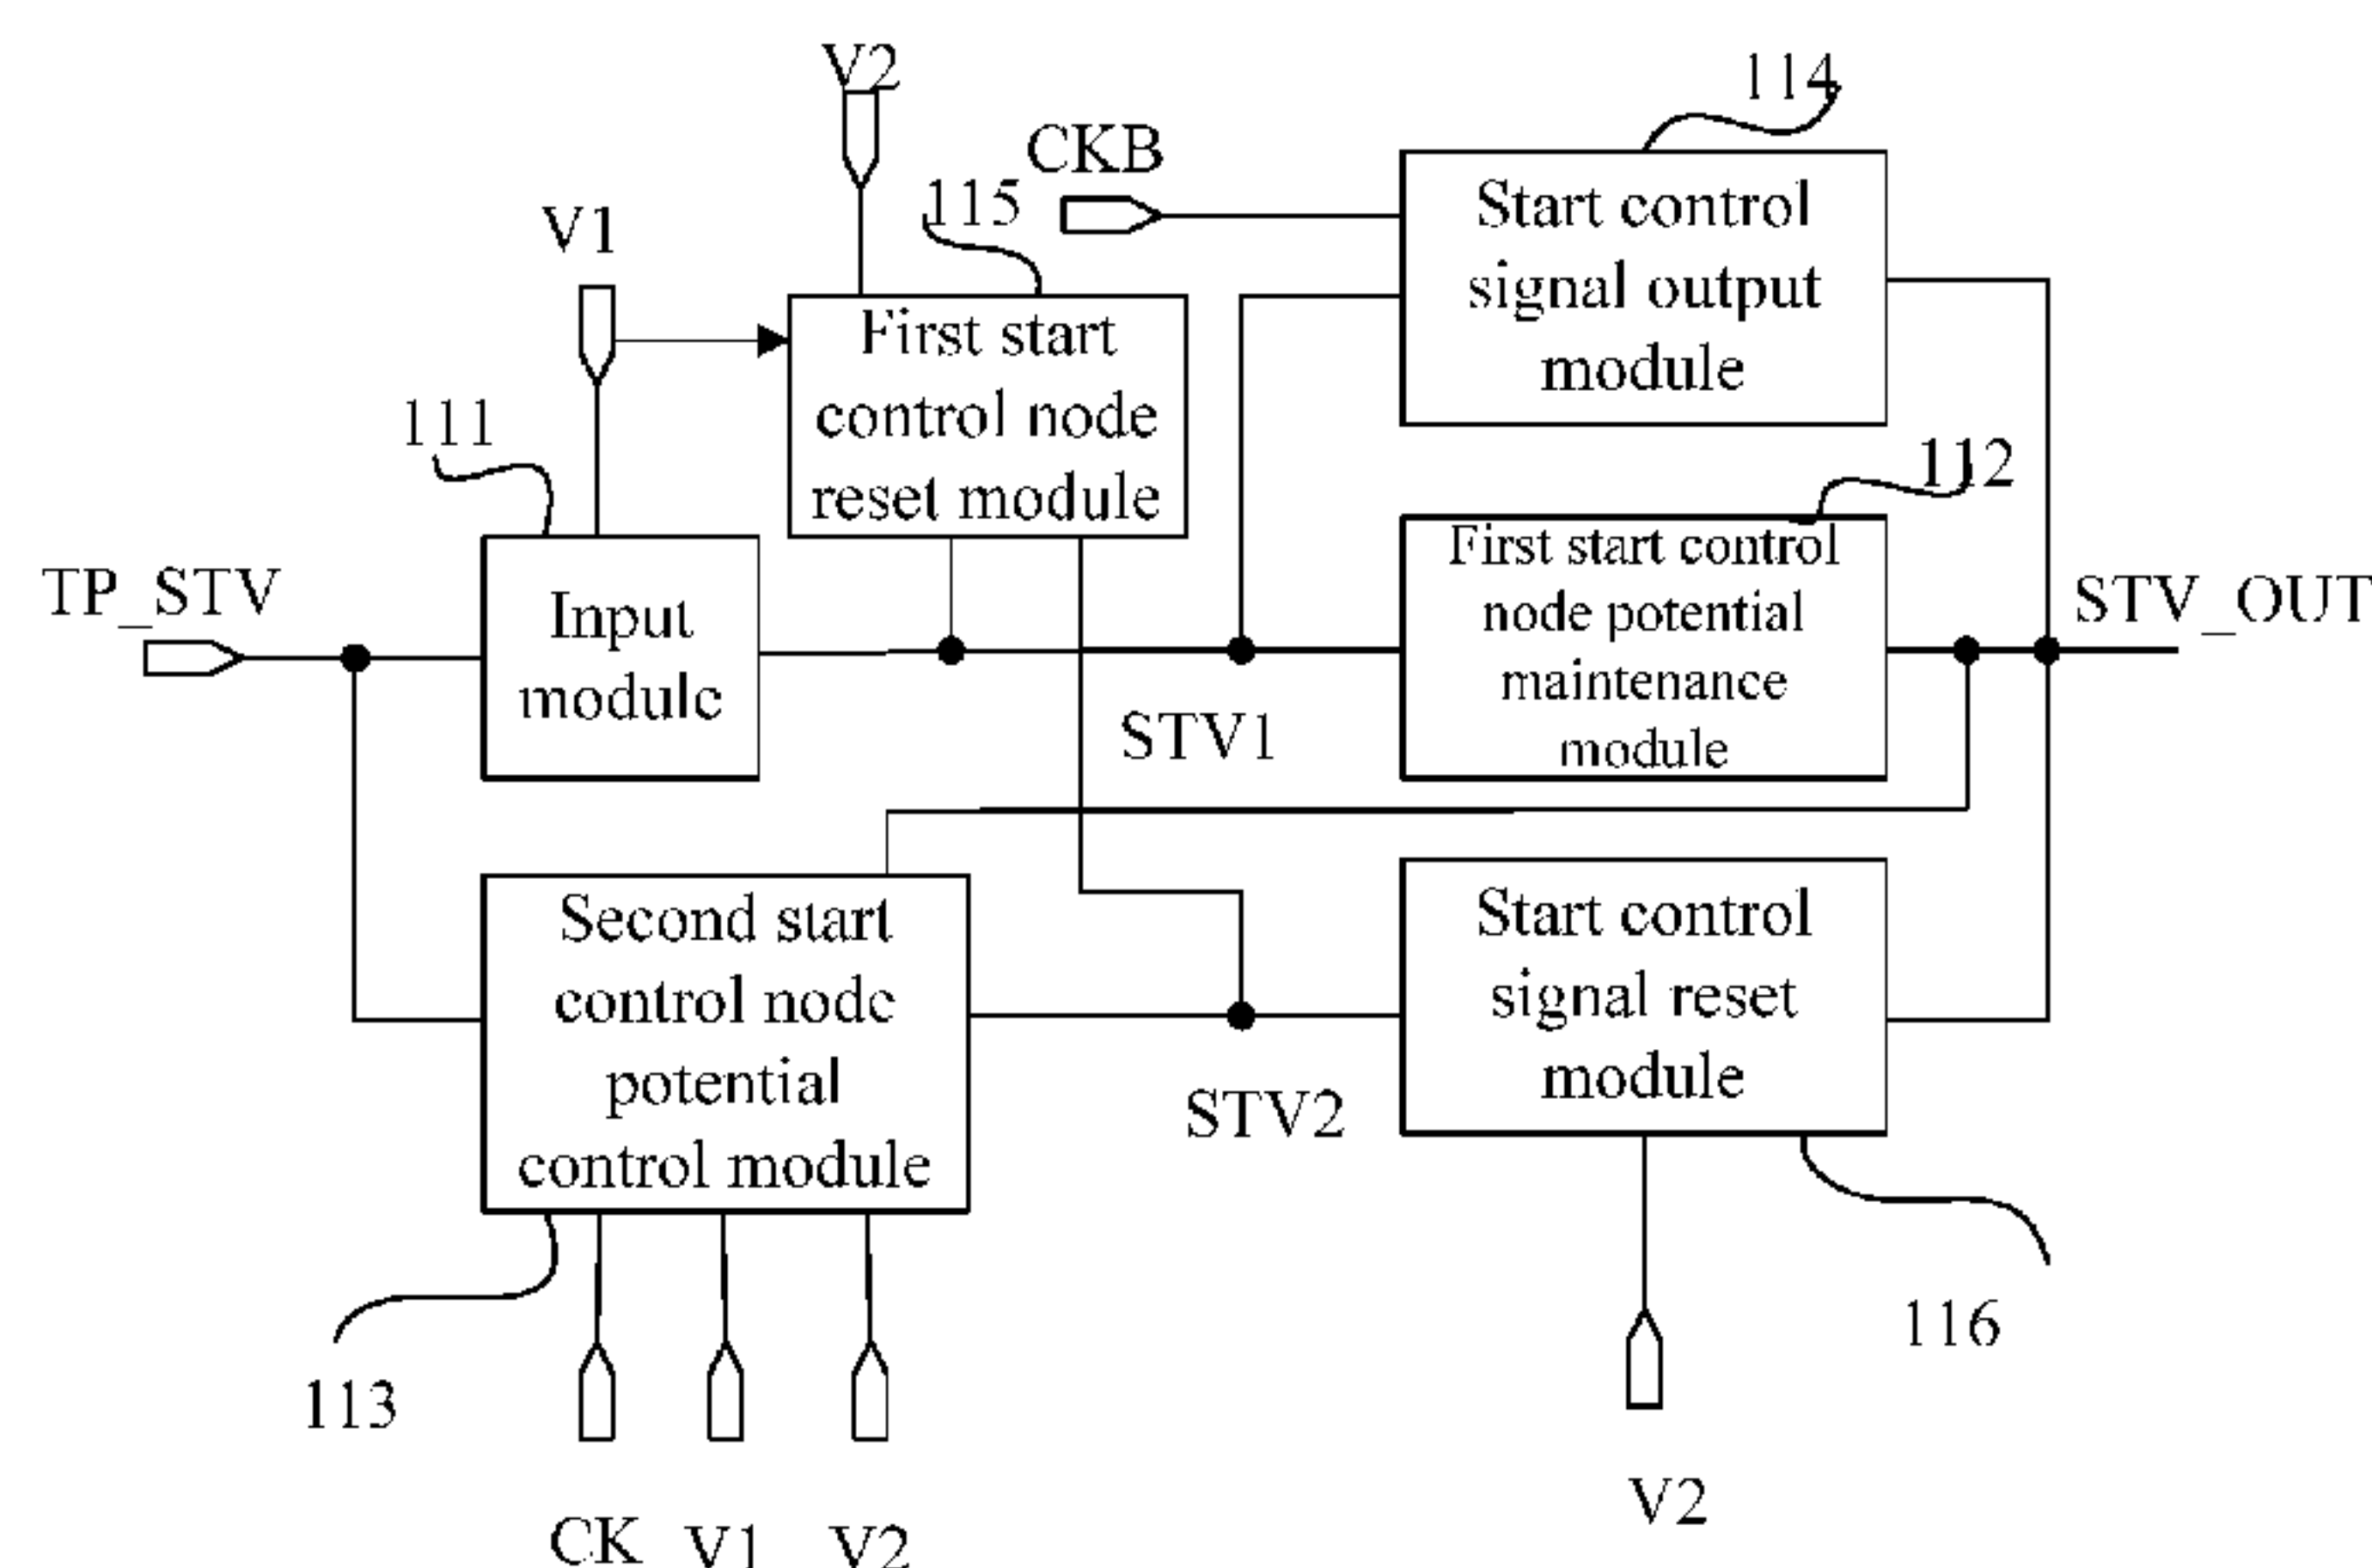 V2
114
CKB
115
V1
Start control
signal output
module
First start
control node
reset module
111
112
TP_STV
Input
module
First start control
node potential
maintenance
module
STV_OUT
STV1
Second start
control node
potential
control module
Start control
signal reset
module
STV2
116
113
V2
CK V1 V2